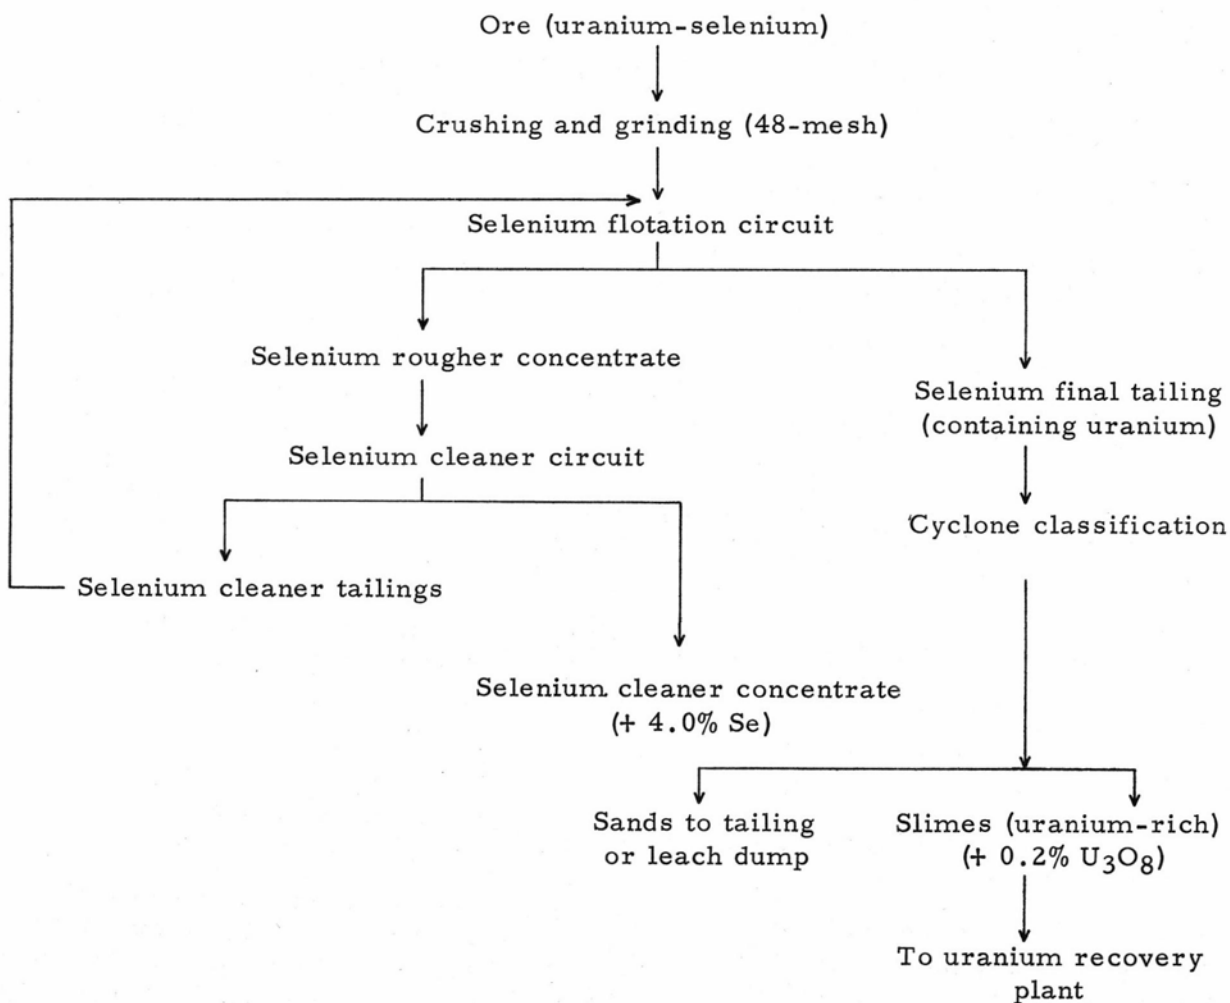 Ore (uranium-selenium)
Crushing and grinding (48-mesh)
Selenium flotation circuit
Selenium rougher concentrate
Selenium final tailing
(containing uranium)
Selenium cleaner circuit
Cyclone classification
Selenium cleaner tailings
Selenium cleaner concentrate
(+ 4.0% Se)
Sands to tailing
or leach dump
Slimes (uranium-rich)
(+ 0.2% U₃O₈)
To uranium recovery
plant